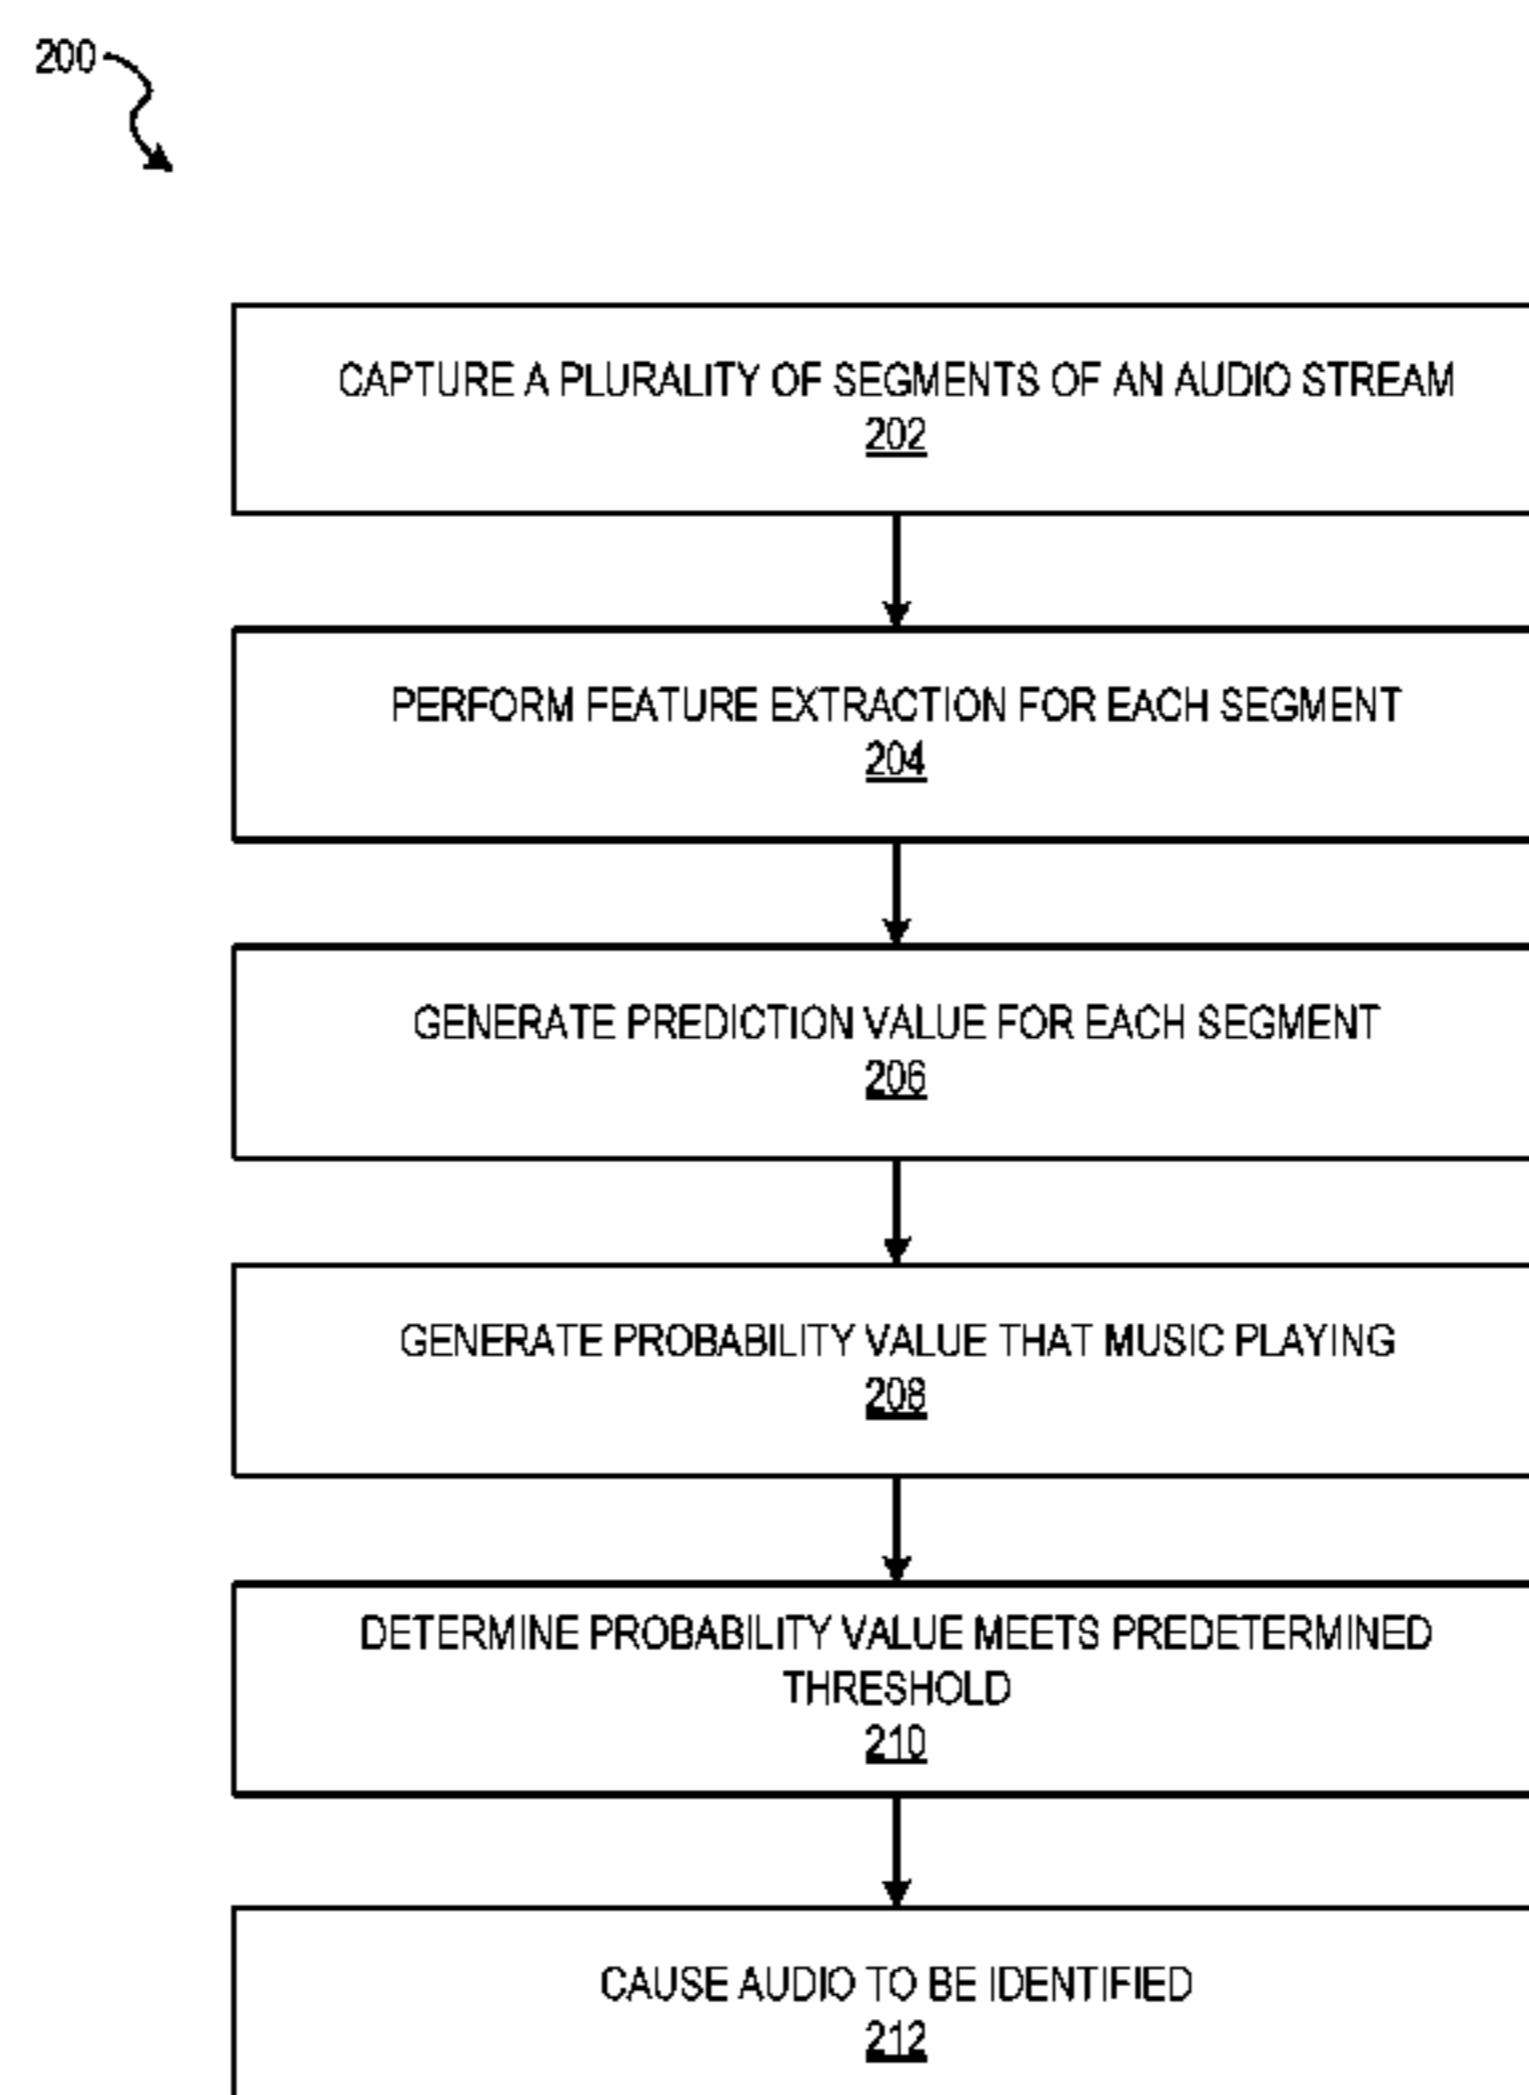 200
CAPTURE A PLURALITY OF SEGMENTS OF AN AUDIO STREAM
202
PERFORM FEATURE EXTRACTION FOR EACH SEGMENT
204
GENERATE PREDICTION VALUE FOR EACH SEGMENT
206
GENERATE PROBABILITY VALUE THAT MUSIC PLAYING
208
DETERMINE PROBABILITY VALUE MEETS PREDETERMINED
THRESHOLD
210
CAUSE AUDIO TO BE IDENTIFIED
212